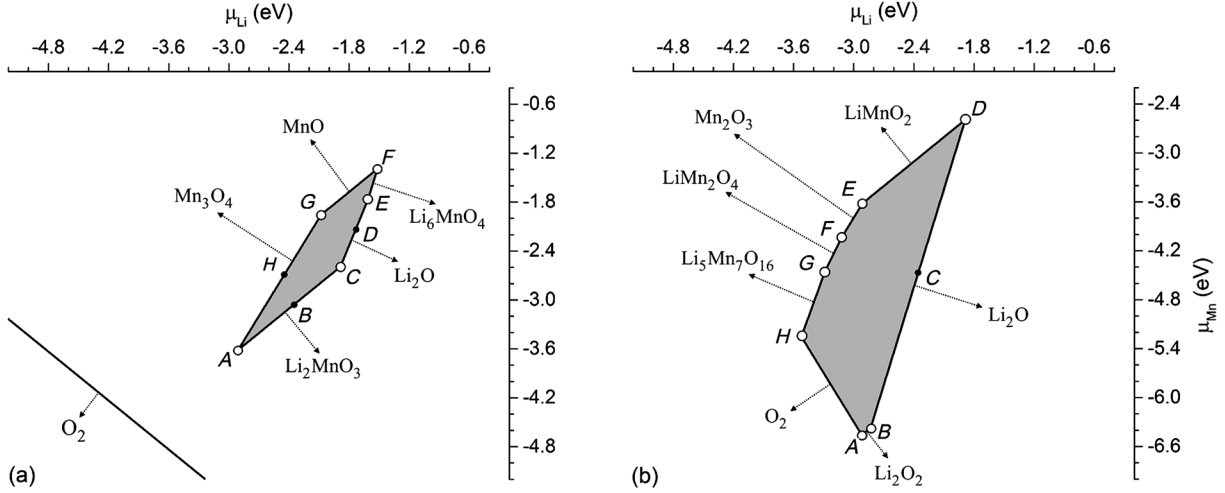 μLi (eV)
-4.8 -4.2 -3.6 -3.0 -2.4 -1.8 -1.2 -0.6
-0.6
-1.2
-1.8
-2.4
-3.0
-3.6
-4.2
-4.8
MnO
F
Mn3O4
G
E
Li6MnO4
D
H
C
Li2O
B
A
Li2MnO3
O2
(a)
μLi (eV)
-4.8 -4.2 -3.6 -3.0 -2.4 -1.8 -1.2 -0.6
-2.4
-3.0
-3.6
-4.2
-4.8
-5.4
-6.0
-6.6
μMn (eV)
LiMnO2
D
Mn2O3
E
LiMn2O4
F
Li5Mn7O16
G
C
Li2O
H
O2
A
B
Li2O2
(b)